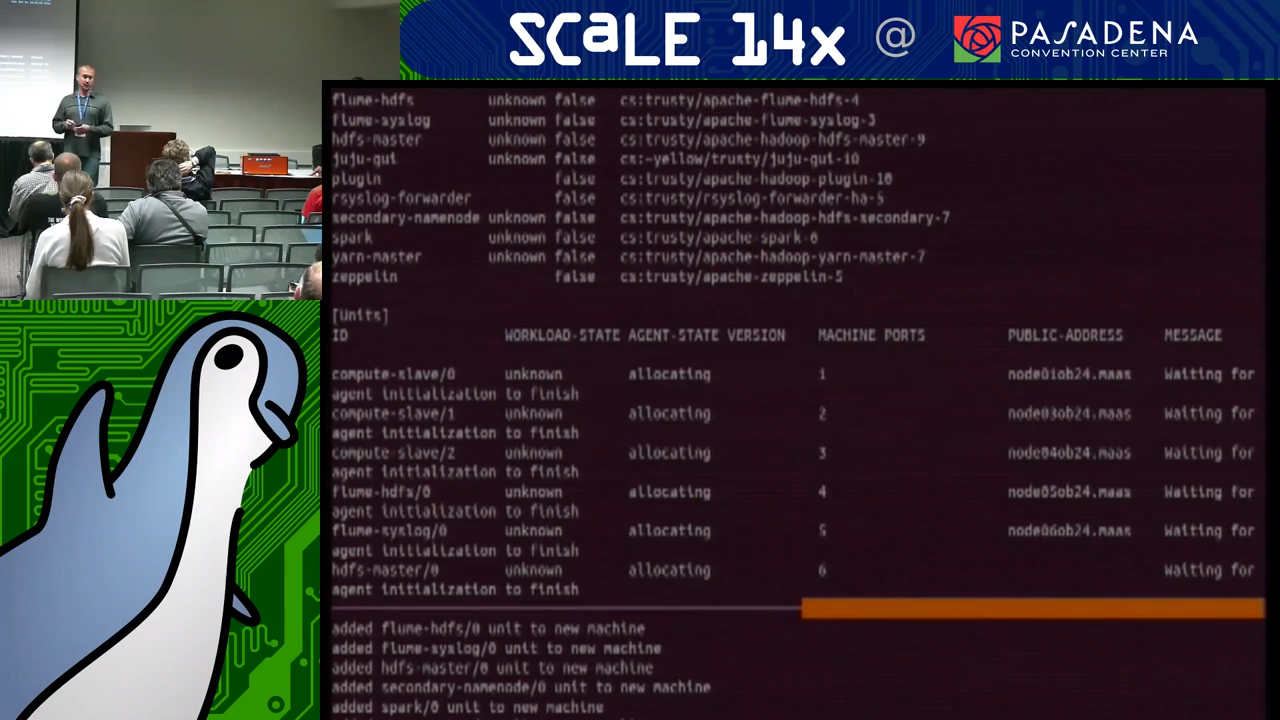 SCaLE 14x @ PASADENA
CONVENTION CENTER
flume-hdfs unknown false cs:trusty/apache-flume-hdfs-4
flume-syslog unknown false cs:trusty/apache-flume-syslog-3
hdfs-master unknown false cs:trusty/apache-hadoop-hdfs-master-9
juju-gui unknown false cs:~yellow/trusty/juju-gui-10
plugin false cs:trusty/apache-hadoop-plugin-10
rsyslog-forwarder false cs:trusty/rsyslog-forwarder-ha-5
secondary-namenode unknown false cs:trusty/apache-hadoop-hdfs-secondary-7
spark unknown false cs:trusty/apache-spark-6
yarn-master unknown false cs:trusty/apache-hadoop-yarn-master-7
zeppelin false cs:trusty/apache-zeppelin-5
[Units]
ID WORKLOAD-STATE AGENT-STATE VERSION MACHINE PORTS PUBLIC-ADDRESS MESSAGE
compute-slave/0 unknown allocating 1 node01ob24.maas Waiting for
agent initialization to finish
compute-slave/1 unknown allocating 2 node03ob24.maas Waiting for
agent initialization to finish
compute-slave/2 unknown allocating 3 node04ob24.maas Waiting for
agent initialization to finish
flume-hdfs/0 unknown allocating 4 node05ob24.maas Waiting for
agent initialization to finish
flume-syslog/0 unknown allocating 5 node06ob24.maas Waiting for
agent initialization to finish
hdfs-master/0 unknown allocating 6 Waiting for
agent initialization to finish
added flume-hdfs/0 unit to new machine
added flume-syslog/0 unit to new machine
added hdfs-master/0 unit to new machine
added secondary-namenode/0 unit to new machine
added spark/0 unit to new machine